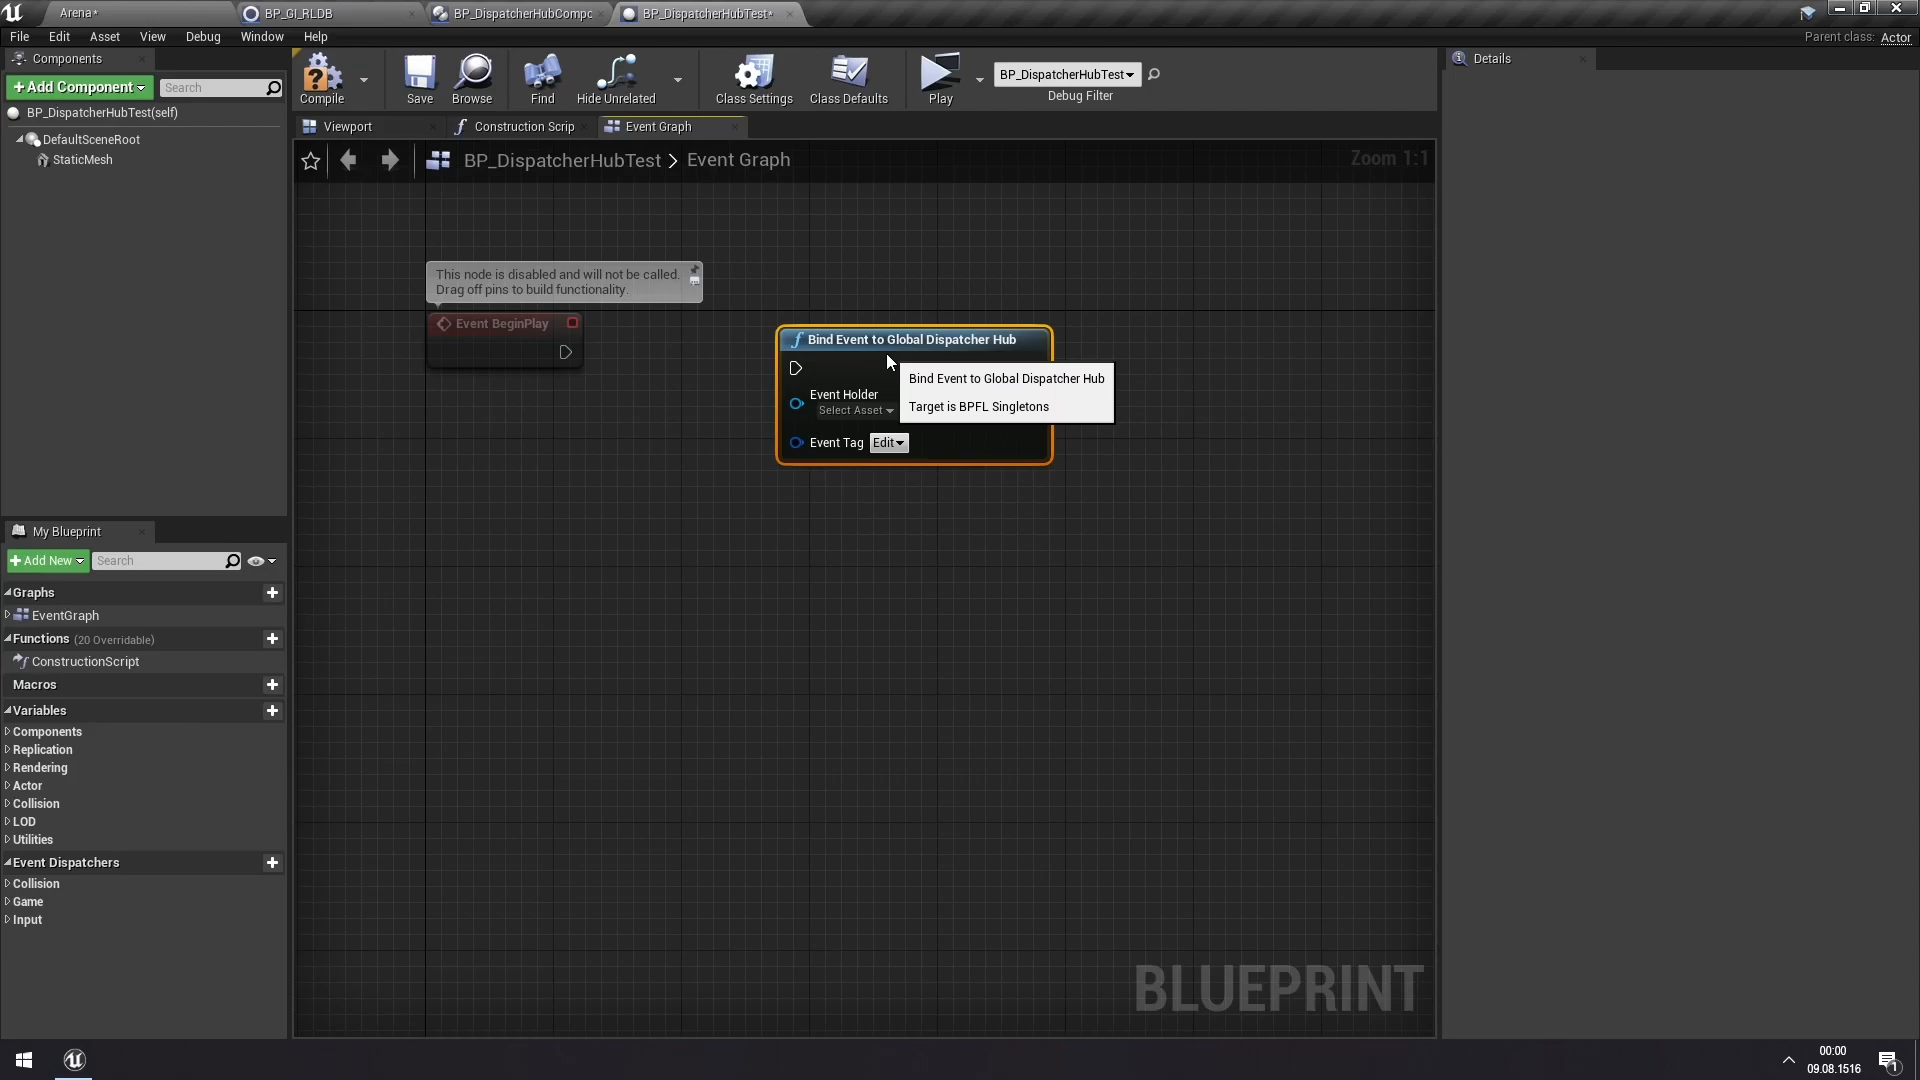 Arena*
BP_GI_RLDB
BP_DispatcherHubCompc
BP_DispatcherHubTest*
File
Edit
Asset
View
Debug
Window
Help
Parent class:
Actor
Components
Add Component
Search
BP_DispatcherHubTest(self)
DefaultSceneRoot
StaticMesh
Compile
Save
Browse
Find
Hide Unrelated
Class Settings
Class Defaults
Play
BP_DispatcherHubTest
Debug Filter
Details
Viewport
Construction Scrip
Event Graph
BP_DispatcherHubTest > Event Graph
Zoom 1:1
This node is disabled and will not be called.
Drag off pins to build functionality.
Event BeginPlay
Bind Event to Global Dispatcher Hub
Event Holder
Select Asset
Event Tag
Edit
Bind Event to Global Dispatcher Hub
Target is BPFL Singletons
My Blueprint
Add New
Search
Graphs
EventGraph
Functions (20 Overridable)
ConstructionScript
Macros
Variables
Components
Replication
Rendering
Actor
Collision
LOD
Utilities
Event Dispatchers
Collision
Game
Input
BLUEPRINT
00:00
09.08.1516
1